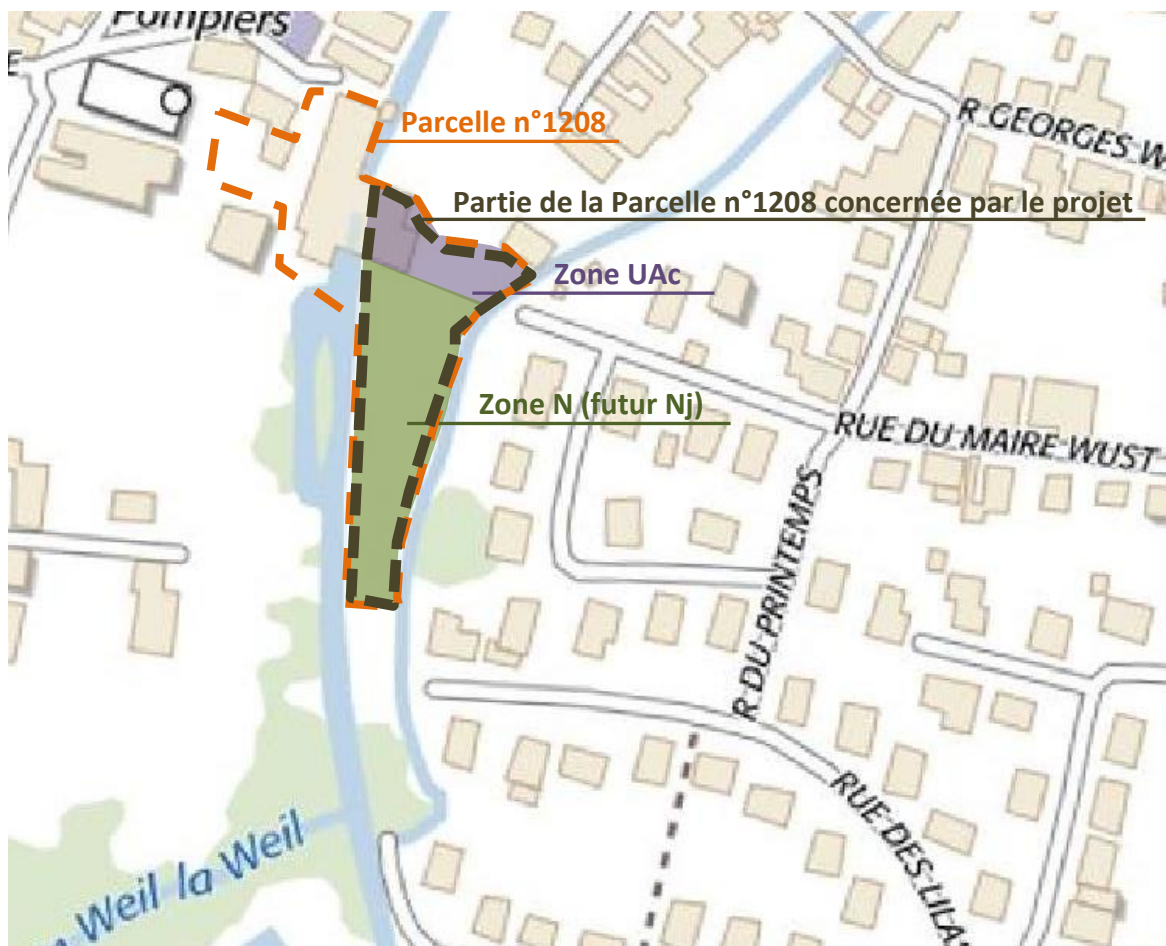 Pompiers
E
Parcelle n°1208
R GEORGES W
Partie de la Parcelle n°1208 concernée par le projet
Zone UAc
Zone N (futur Nj)
RUE DU MAIRE WUST
R DU PRINTEMPS
RUE DES LILA
Weil la Weil